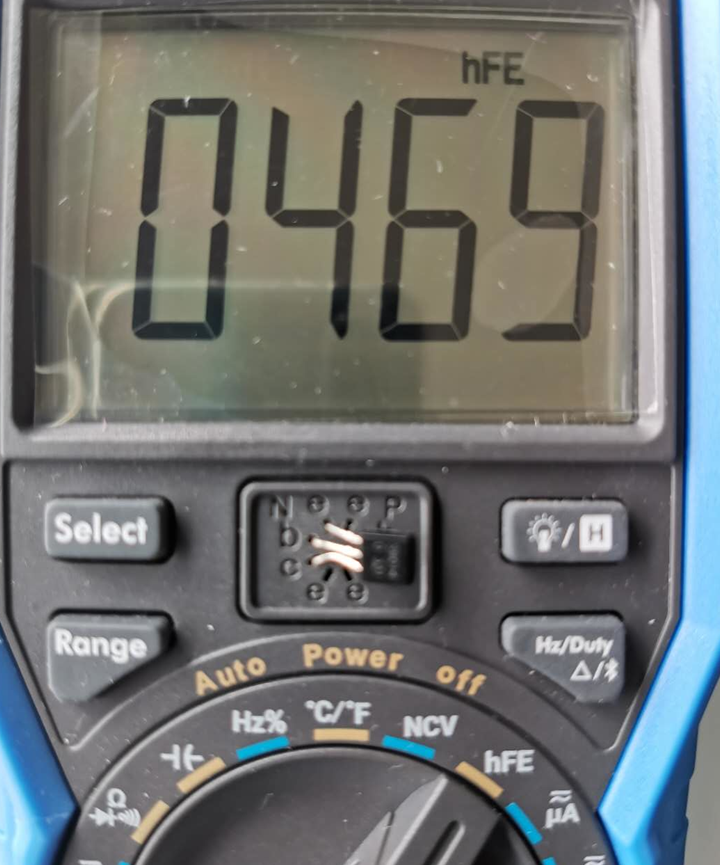 hFE
0469
N e e P
b
c
e e
Select
H
Range
Hz/Duty
Δ/
Auto Power off
Hz% °C/°F NCV
hFE
Ω
μA